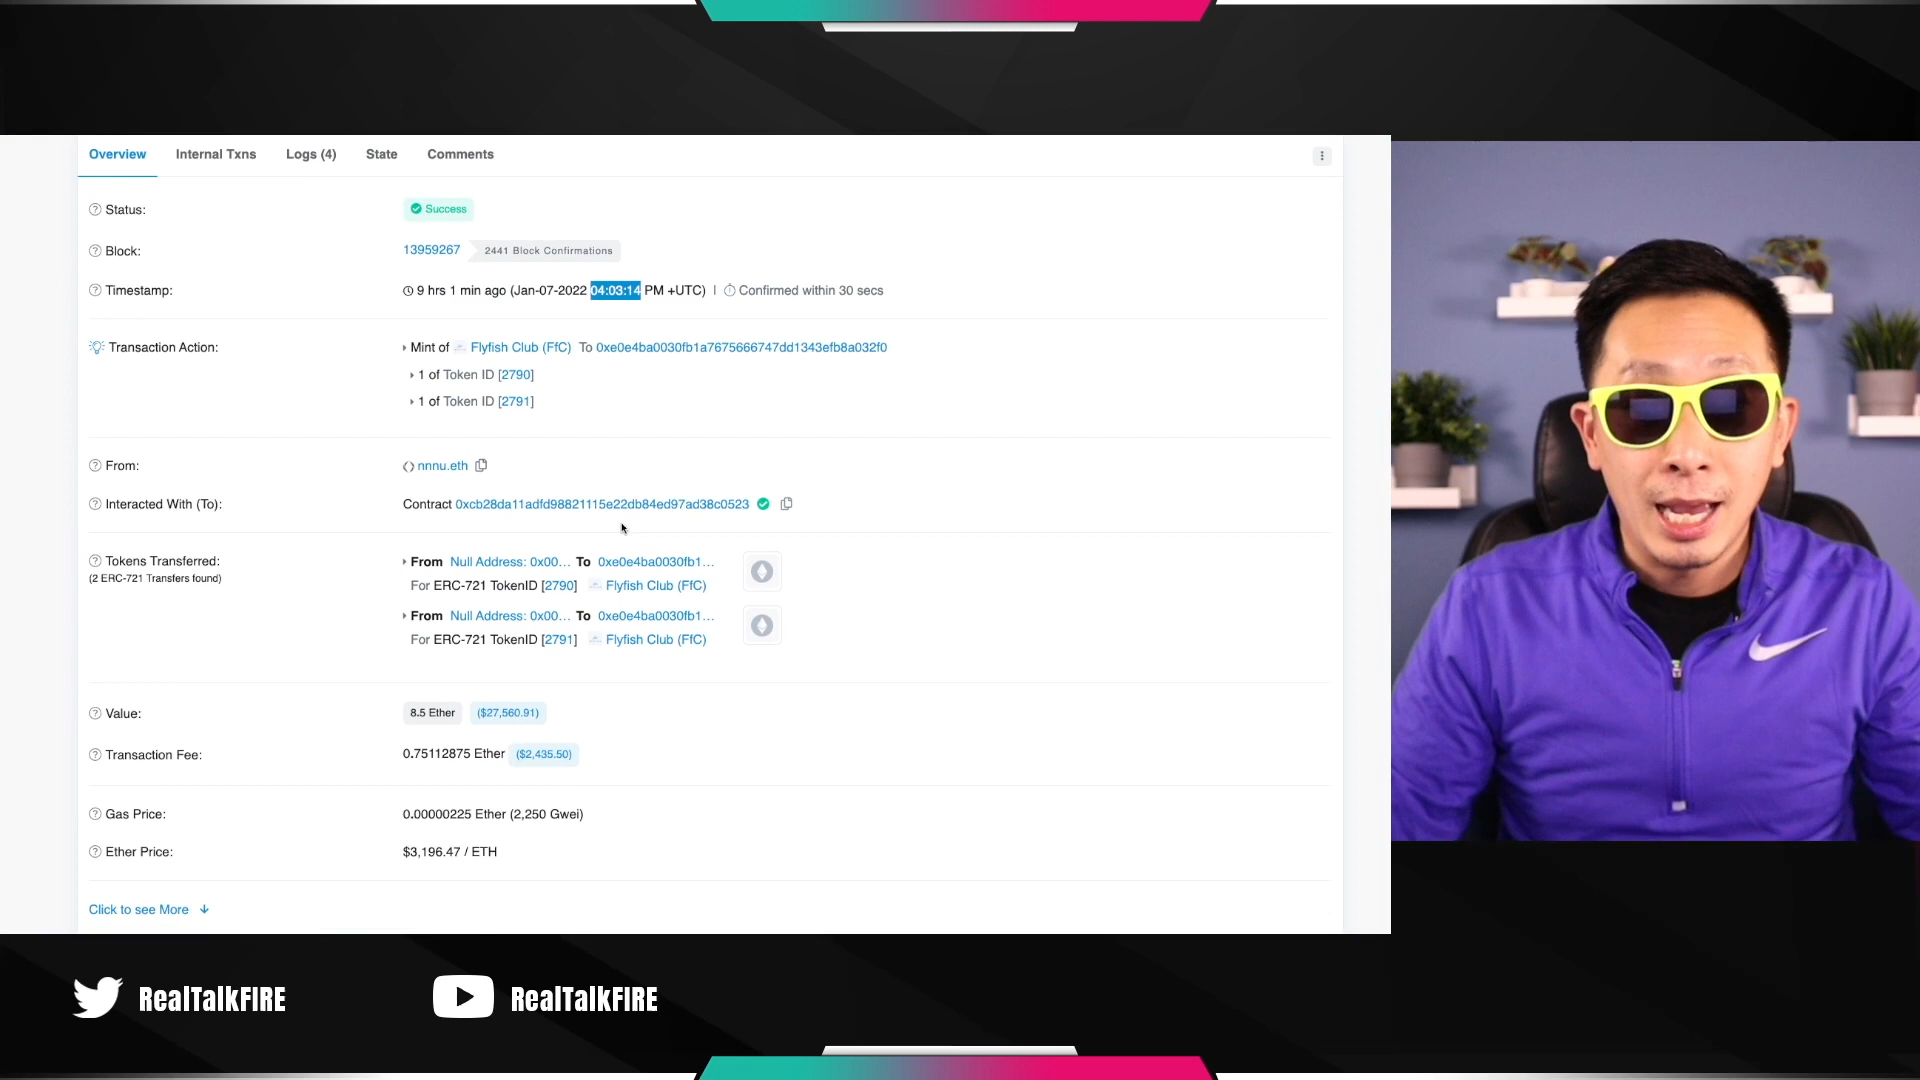 Overview Internal Txns Logs (4) State Comments
Status: Success
Block: 13959267 2441 Block Confirmations
Timestamp: 9 hrs 1 min ago (Jan-07-2022 04:03:14 PM +UTC) | Confirmed within 30 secs
Transaction Action: Mint of Flyfish Club (FfC) To 0xe0e4ba0030fb1a7675666747dd1343efb8a032f0
1 of Token ID [2790]
1 of Token ID [2791]
From: nnnu.eth
Interacted With (To): Contract 0xcb28da11adfd98821115e22db84ed97ad38c0523
Tokens Transferred: From Null Address: 0x00... To 0xe0e4ba0030fb1...
(2 ERC-721 Transfers found) For ERC-721 TokenID [2790] Flyfish Club (FfC)
From Null Address: 0x00... To 0xe0e4ba0030fb1...
For ERC-721 TokenID [2791] Flyfish Club (FfC)
Value: 8.5 Ether ($27,560.91)
Transaction Fee: 0.75112875 Ether ($2,435.50)
Gas Price: 0.00000225 Ether (2,250 Gwei)
Ether Price: $3,196.47 / ETH
Click to see More
RealTalkFIRE RealTalkFIRE